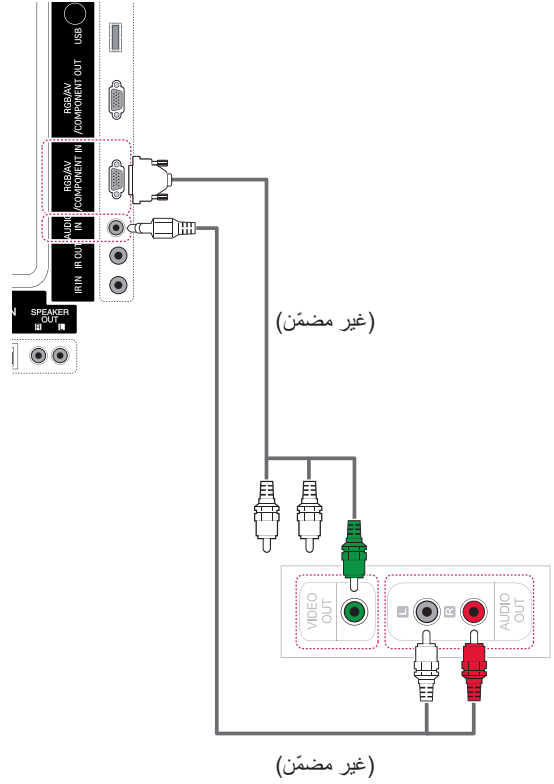 USB
RGB/AV
/COMPONENT OUT
RGB/AV
/COMPONENT IN
AUDIO
IN
IR OUT
IR IN
N
SPEAKER
OUT
R L
(غير مضمّن)
VIDEO
OUT
L R
AUDIO
OUT
(غير مضمّن)